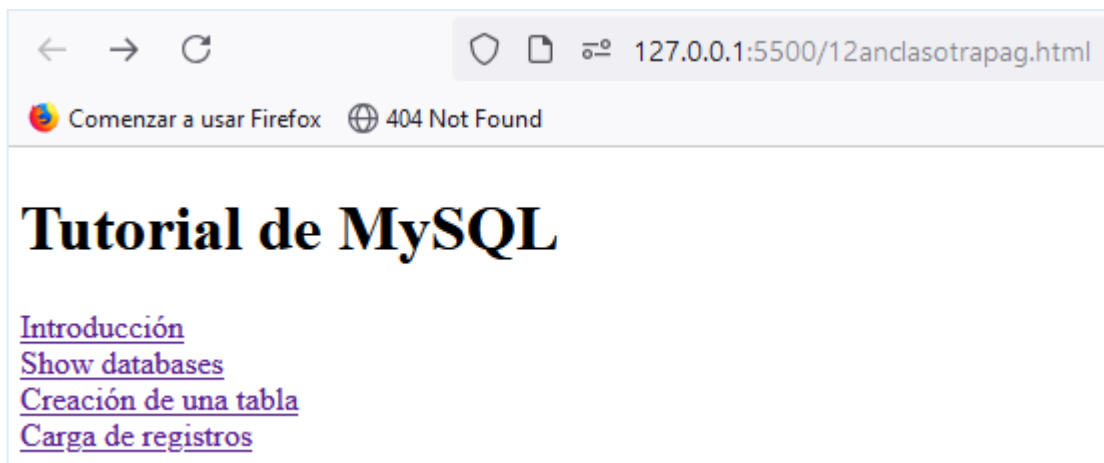 127.0.0.1:5500/12anclasotrapag.html
Comenzar a usar Firefox 404 Not Found
Tutorial de MySQL
Introducción
Show databases
Creación de una tabla
Carga de registros